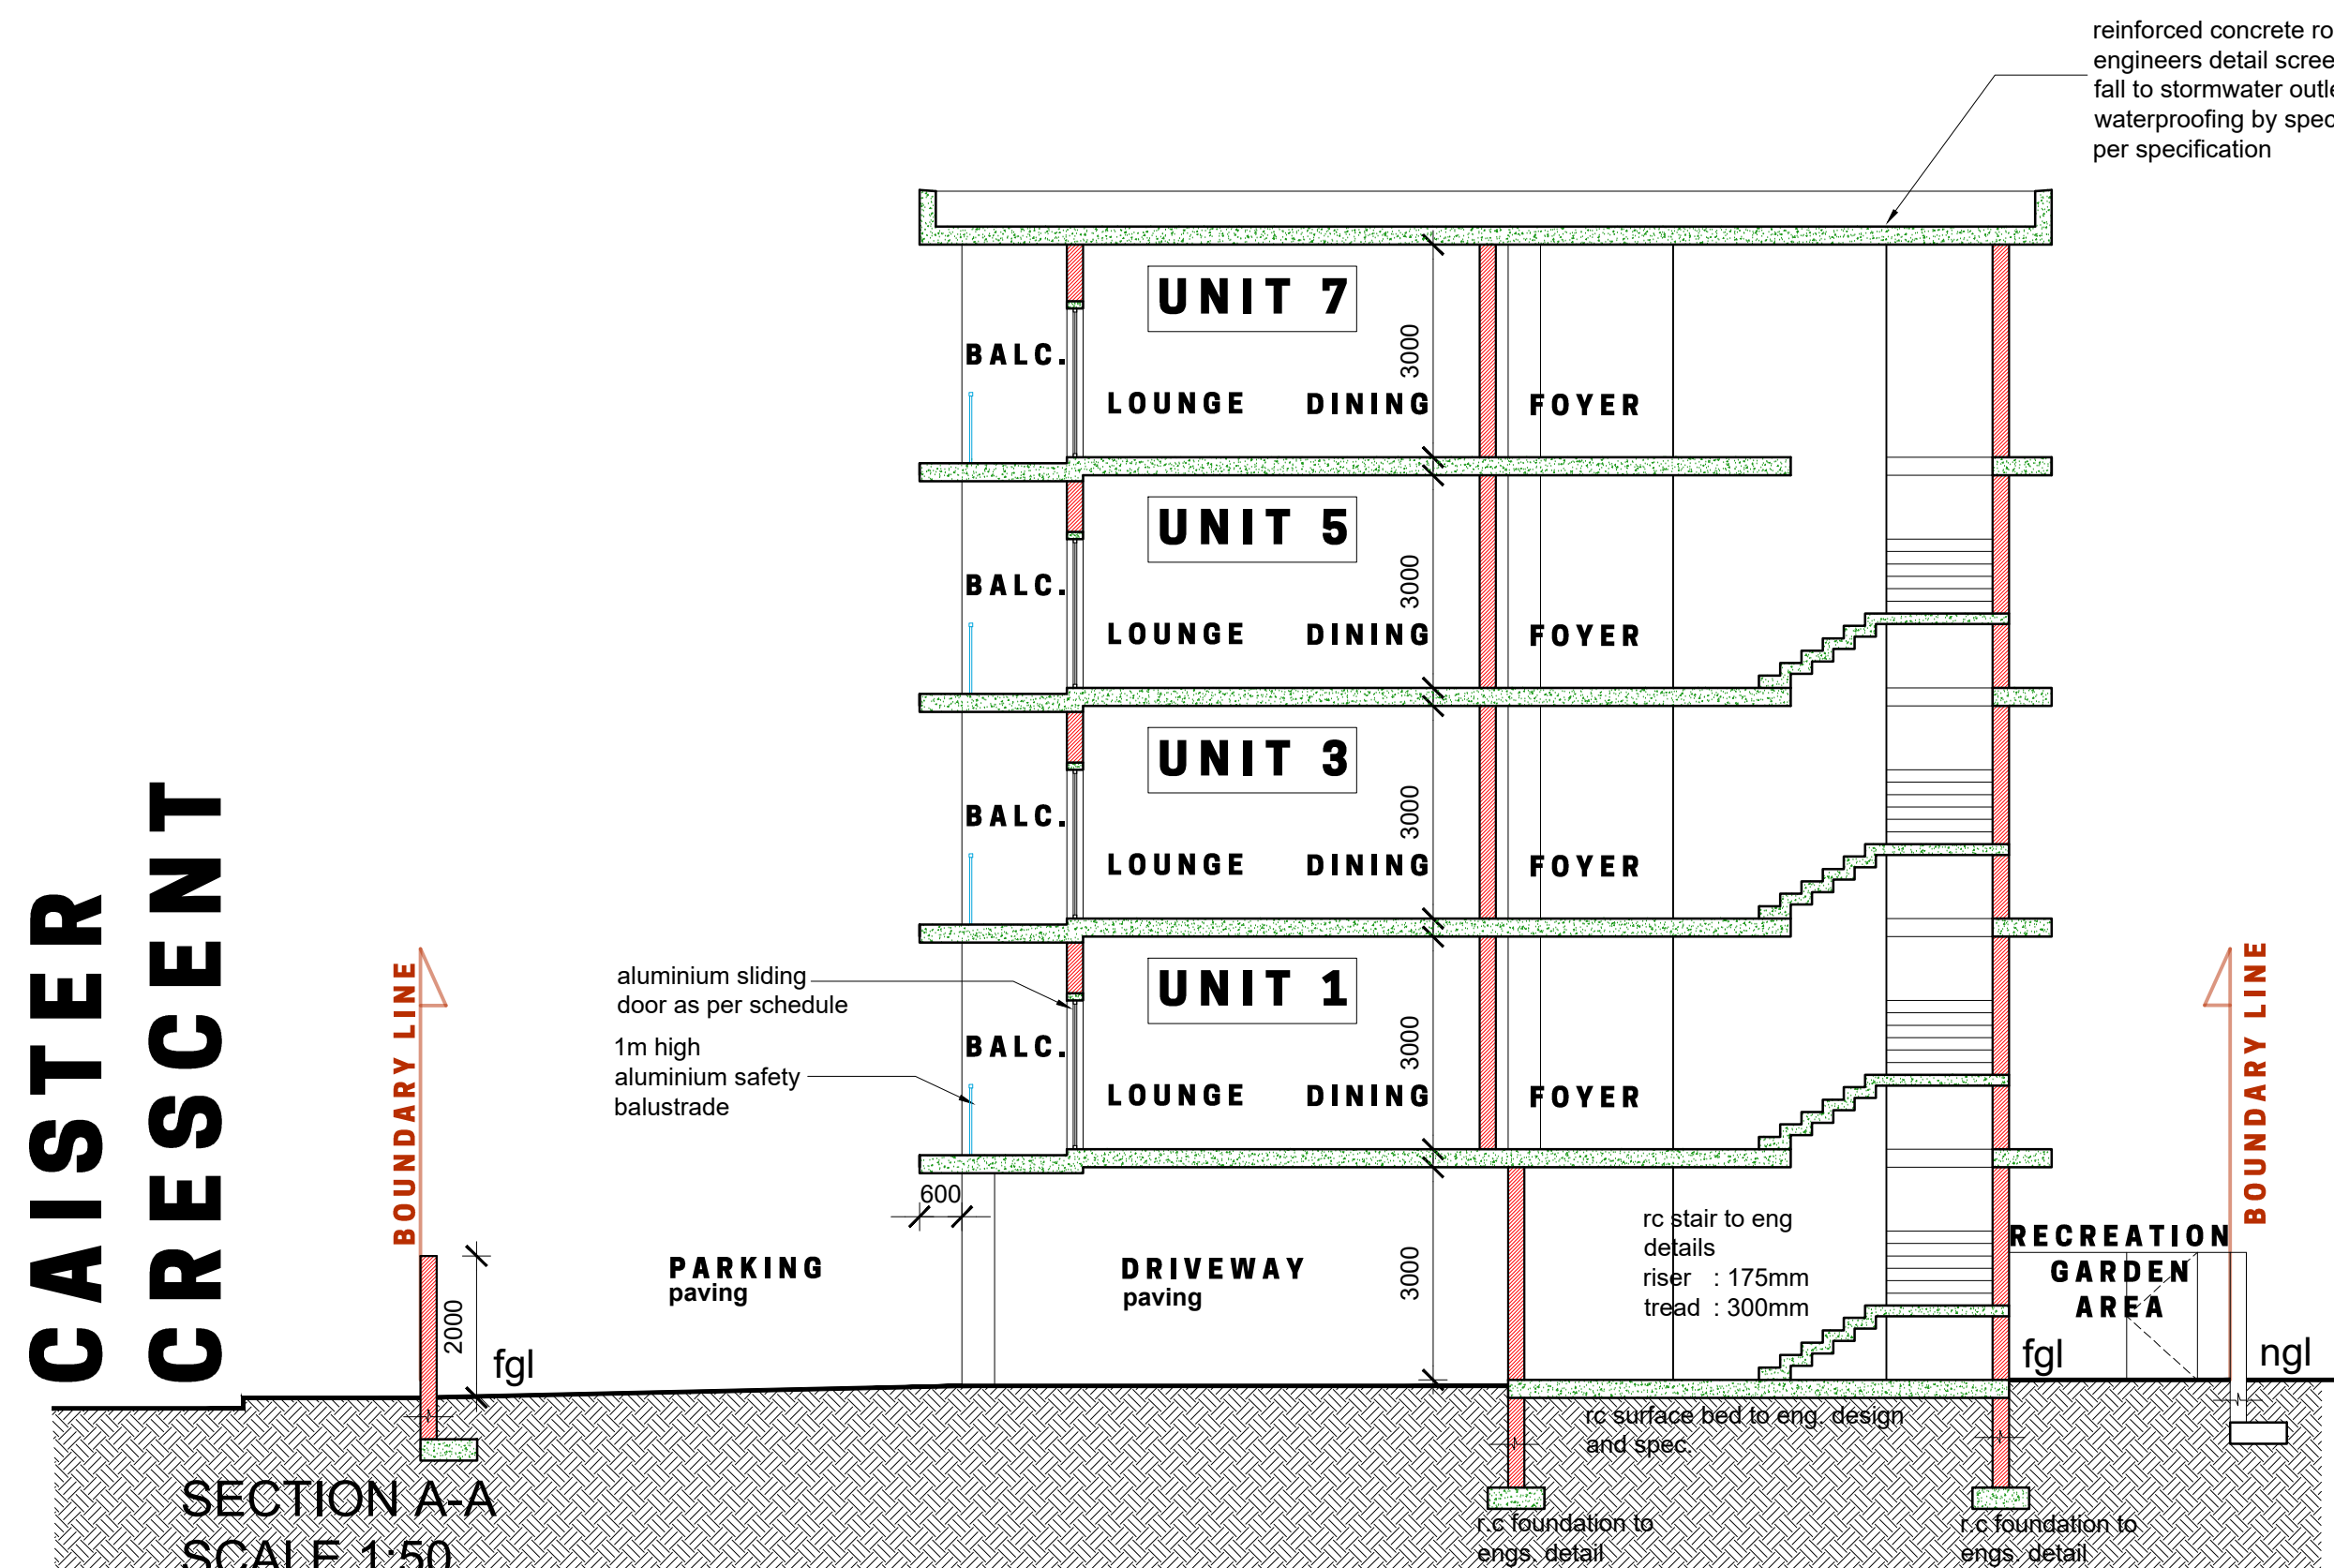 reinforced concrete
engineers detail
fall to stormwater
waterproofing by
per specification
UNIT 7
3000
BALC.
LOUNGE DINING FOYER
UNIT 5
3000
BALC.
LOUNGE DINING FOYER
UNIT 3
3000
BALC.
LOUNGE DINING FOYER
CAISTER
CRESCENT
BOUNDARY LINE
aluminium sliding
door as per schedule
1m high
aluminium safety
balustrade
UNIT 1
3000
BALC.
LOUNGE DINING FOYER
BOUNDARY LINE
600
2000
fgl
PARKING
paving
DRIVEWAY
paving
3000
rc stair to eng
details
riser : 175mm
tread : 300mm
RECREATION
GARDEN
AREA
fgl
ngl
rc surface bed to eng. design
and spec.
SECTION A-A
SCALE 1:50
r.c foundation to
engs. detail
r.c foundation to
engs. detail